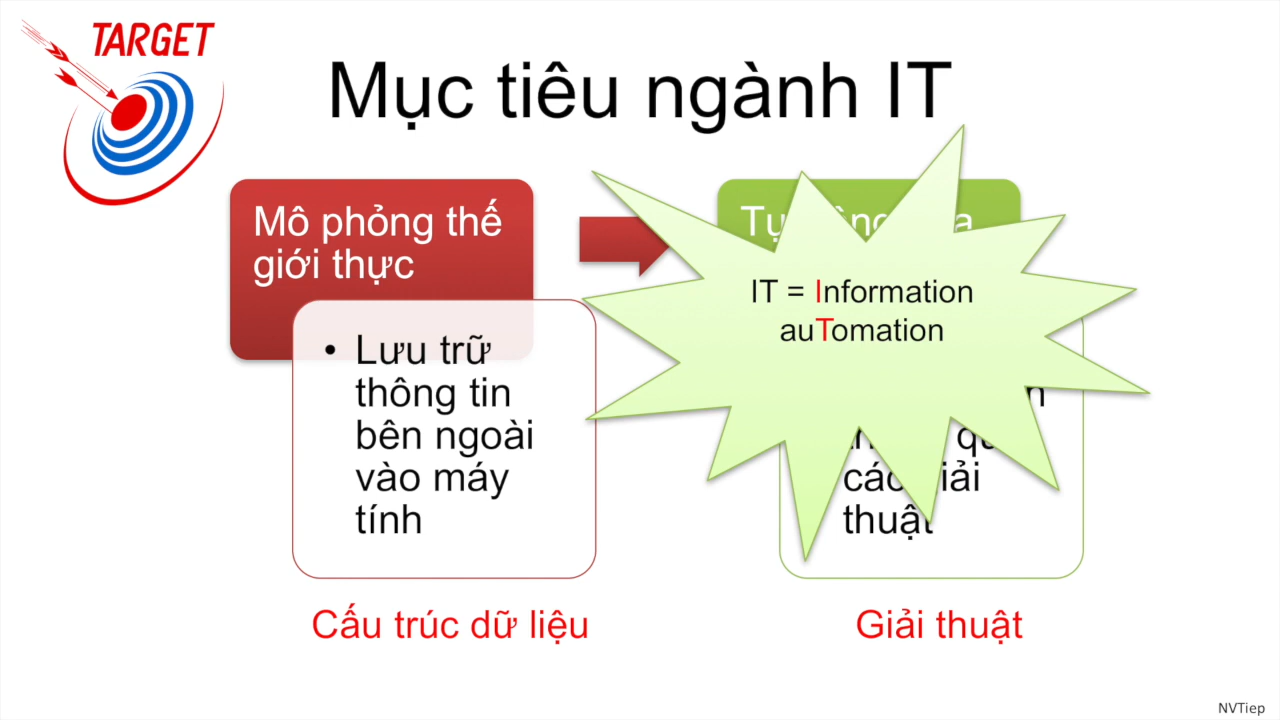 TARGET
Mục tiêu ngành IT
Mô phỏng thế
giới thực
IT = Information
auTomation
• Lưu trữ
thông tin
bên ngoài
vào máy
tính
thuật
Cấu trúc dữ liệu
Giải thuật
NVTiep